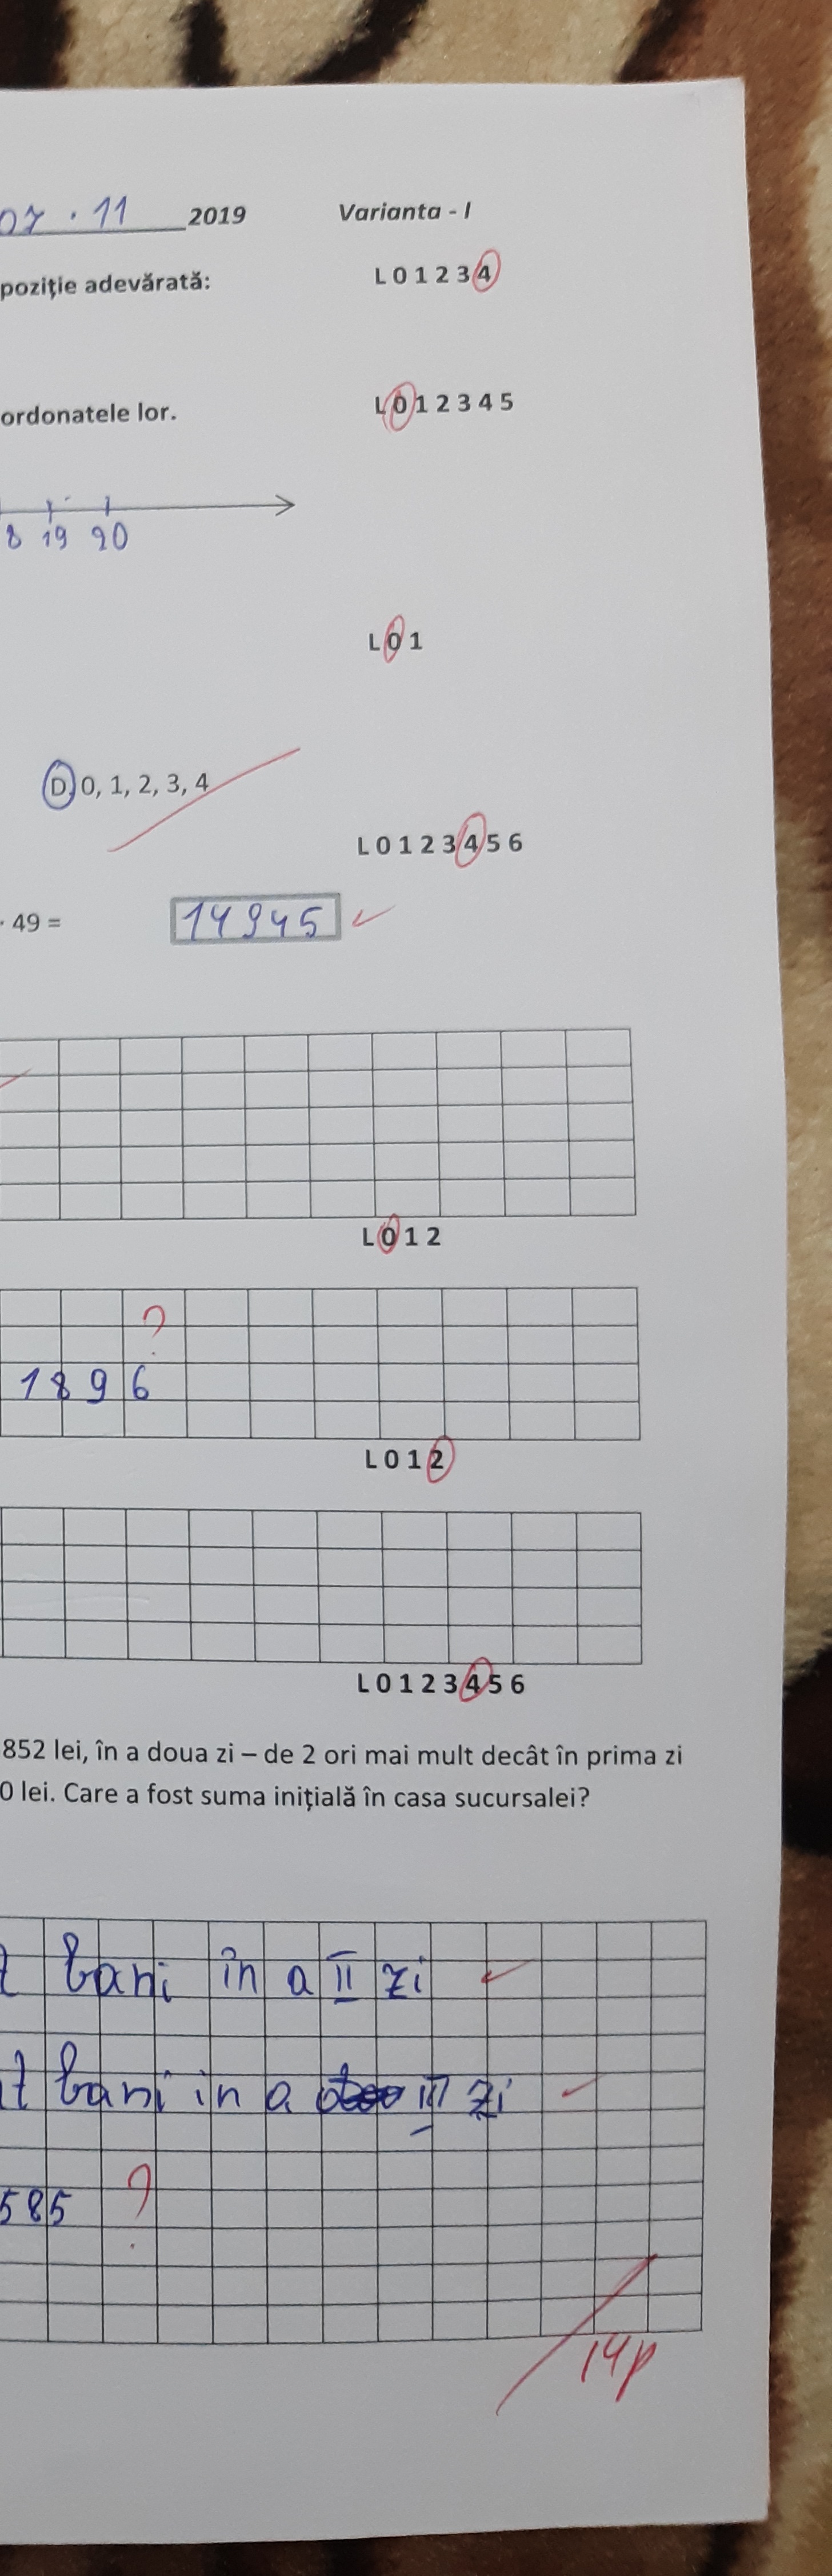 07 . 11 2019 Varianta - I
poziție adevărată: L 0 1 2 3 4
ordonatele lor. L 0 1 2 3 4 5
8 19 20
L 0 1
D. 0, 1, 2, 3, 4
L 0 1 2 3 4 5 6
· 49 = 14945
L 0 1 2
?
1896
L 0 1 2
L 0 1 2 3 4 5 6
852 lei, în a doua zi – de 2 ori mai mult decât în prima zi
0 lei. Care a fost suma inițială în casa sucursalei?
t bani în a II zi
t bani in a III zi
585 ?
14p